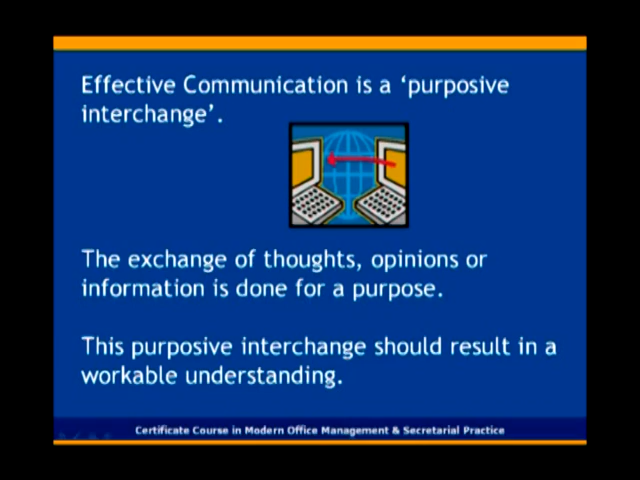 Effective Communication is a ‘purposive
interchange’.
The exchange of thoughts, opinions or
information is done for a purpose.
This purposive interchange should result in a
workable understanding.
Certificate Course in Modern Office Management & Secretarial Practice